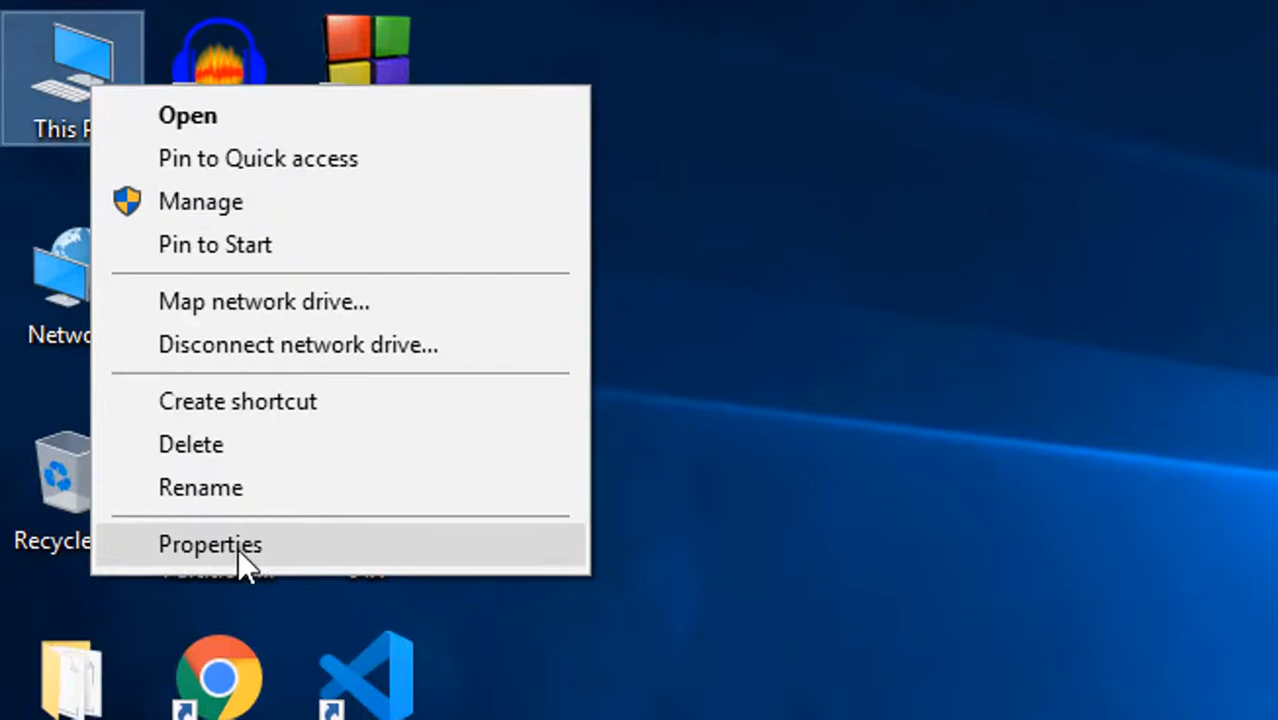 Open
Pin to Quick access
Manage
Pin to Start
Map network drive...
Disconnect network drive...
Create shortcut
Delete
Rename
Properties
This
Recycle